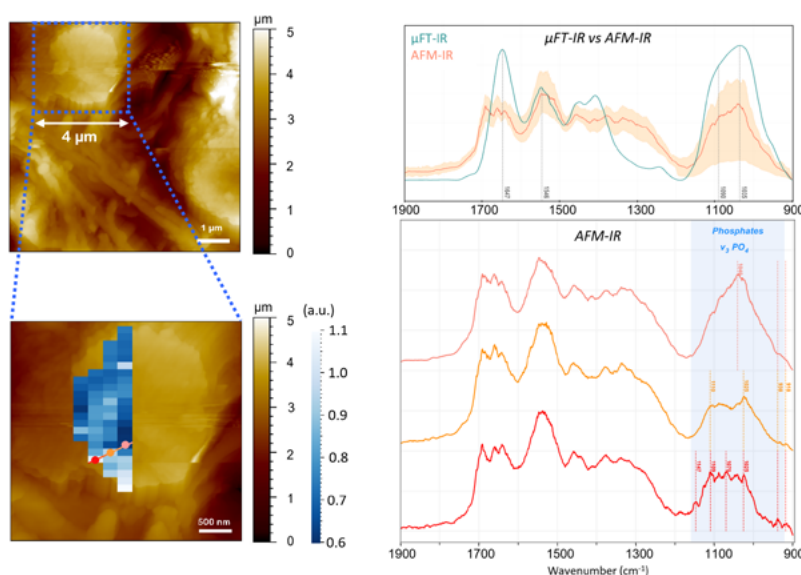 µm
5
4
3
2
1
0
4 µm
1 µm
µFT-IR vs AFM-IR
µFT-IR
AFM-IR
1647
1546
1900 1700 1500 1300 1100 900
AFM-IR
Phosphates
ν3 PO4
µm
5
4
3
2
1
0
(a.u.)
1.1
1.0
0.9
0.8
0.7
0.6
500 nm
1900 1700 1500 1300 1100 900
Wavenumber (cm-1)